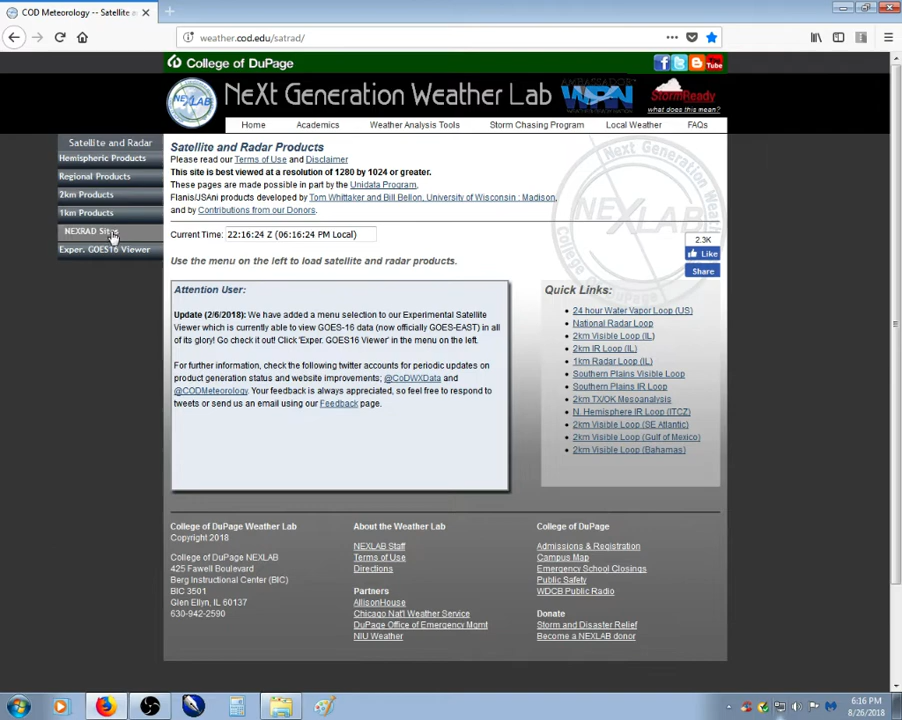 COD Meteorology -- Satellite a
weather.cod.edu/satrad/
College of DuPage
NEXLAB
NeXt Generation Weather Lab
AMBASSADOR
WRN
StormReady
what does this mean?
You Tube
Home Academics Weather Analysis Tools Storm Chasing Program Local Weather FAQs
Satellite and Radar
Hemispheric Products
Regional Products
2km Products
1km Products
NEXRAD Sites
Exper. GOES16 Viewer
Satellite and Radar Products
Please read our Terms of Use and Disclaimer
This site is best viewed at a resolution of 1280 by 1024 or greater.
These pages are made possible in part by the Unidata Program,
Flanis/JSAni products developed by Tom Whittaker and Bill Bellon, University of Wisconsin ; Madison,
and by Contributions from our Donors.
Current Time: 22:16:24 Z (06:16:24 PM Local)
2.3K
Like
Share
Use the menu on the left to load satellite and radar products.
Attention User:
Update (2/6/2018): We have added a menu selection to our Experimental Satellite
Viewer which is currently able to view GOES-16 data (now officially GOES-EAST) in all
of its glory! Go check it out! Click 'Exper. GOES16 Viewer' in the menu on the left.
For further information, check the following twitter accounts for periodic updates on
product generation status and website improvements; @CoDWXData and
@CODMeteorology. Your feedback is always appreciated, so feel free to respond to
tweets or send us an email using our Feedback page.
Quick Links:
24 hour Water Vapor Loop (US)
National Radar Loop
2km Visible Loop (IL)
2km IR Loop (IL)
1km Radar Loop (IL)
Southern Plains Visible Loop
Southern Plains IR Loop
2km TX/OK Mesoanalysis
N. Hemisphere IR Loop (ITCZ)
2km Visible Loop (SE Atlantic)
2km Visible Loop (Gulf of Mexico)
2km Visible Loop (Bahamas)
College of DuPage Weather Lab
Copyright 2018
College of DuPage NEXLAB
425 Fawell Boulevard
Berg Instructional Center (BIC)
BIC 3501
Glen Ellyn, IL 60137
630-942-2590
About the Weather Lab
NEXLAB Staff
Terms of Use
Directions
Partners
AllisonHouse
Chicago Nat'l Weather Service
DuPage Office of Emergency Mgmt
NIU Weather
College of DuPage
Admissions & Registration
Campus Map
Emergency School Closings
Public Safety
WDCB Public Radio
Donate
Storm and Disaster Relief
Become a NEXLAB donor
6:16 PM
8/26/2018